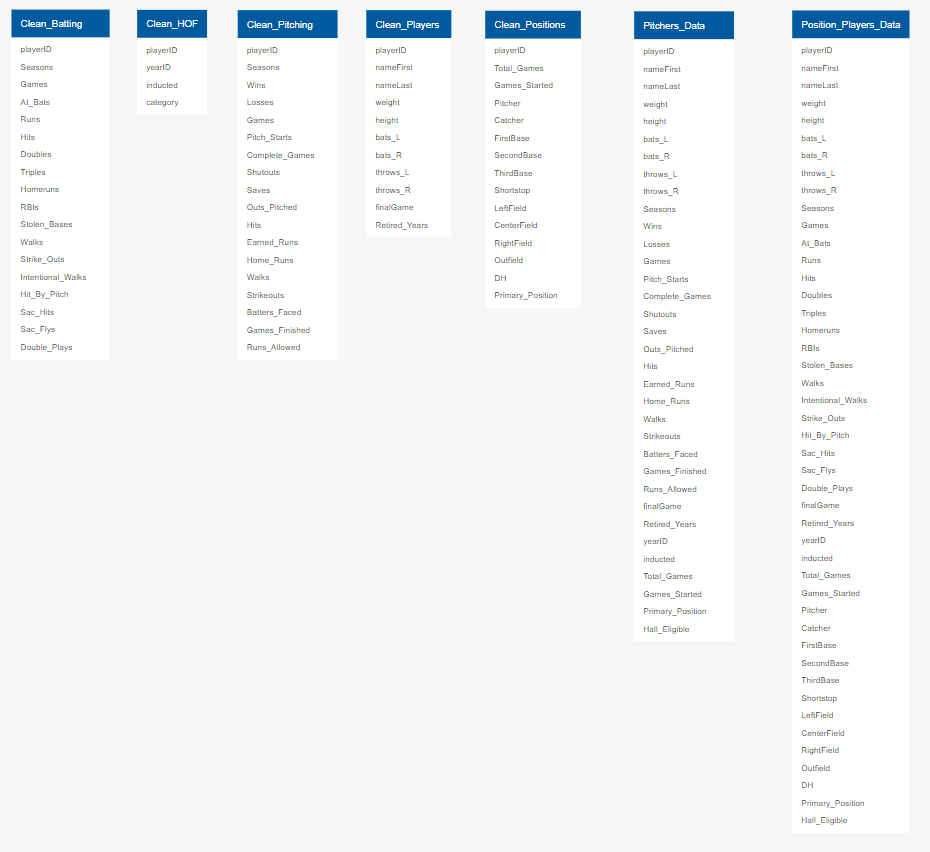 Clean_Batting
playerID
Seasons
Games
At_Bats
Runs
Hits
Doubles
Triples
Homeruns
RBIs
Stolen_Bases
Walks
Strike_Outs
Intentional_Walks
Hit_By_Pitch
Sac_Hits
Sac_Flys
Double_Plays
Clean_HOF
playerID
yearID
inducted
category
Clean_Pitching
playerID
Seasons
Wins
Losses
Games
Pitch_Starts
Complete_Games
Shutouts
Saves
Outs_Pitched
Hits
Earned_Runs
Home_Runs
Walks
Strikeouts
Batters_Faced
Games_Finished
Runs_Allowed
Clean_Players
playerID
nameFirst
nameLast
weight
height
bats_L
bats_R
throws_L
throws_R
finalGame
Retired_Years
Clean_Positions
playerID
Total_Games
Games_Started
Pitcher
Catcher
FirstBase
SecondBase
ThirdBase
Shortstop
LeftField
CenterField
RightField
Outfield
DH
Primary_Position
Pitchers_Data
playerID
nameFirst
nameLast
weight
height
bats_L
bats_R
throws_L
throws_R
Seasons
Wins
Losses
Games
Pitch_Starts
Complete_Games
Shutouts
Saves
Outs_Pitched
Hits
Earned_Runs
Home_Runs
Walks
Strikeouts
Batters_Faced
Games_Finished
Runs_Allowed
finalGame
Retired_Years
yearID
inducted
Total_Games
Games_Started
Primary_Position
Hall_Eligible
Position_Players_Data
playerID
nameFirst
nameLast
weight
height
bats_L
bats_R
throws_L
throws_R
Seasons
Games
At_Bats
Runs
Hits
Doubles
Triples
Homeruns
RBIs
Stolen_Bases
Walks
Intentional_Walks
Strike_Outs
Hit_By_Pitch
Sac_Hits
Sac_Flys
Double_Plays
finalGame
Retired_Years
yearID
inducted
Total_Games
Games_Started
Pitcher
Catcher
FirstBase
SecondBase
ThirdBase
Shortstop
LeftField
CenterField
RightField
Outfield
DH
Primary_Position
Hall_Eligible